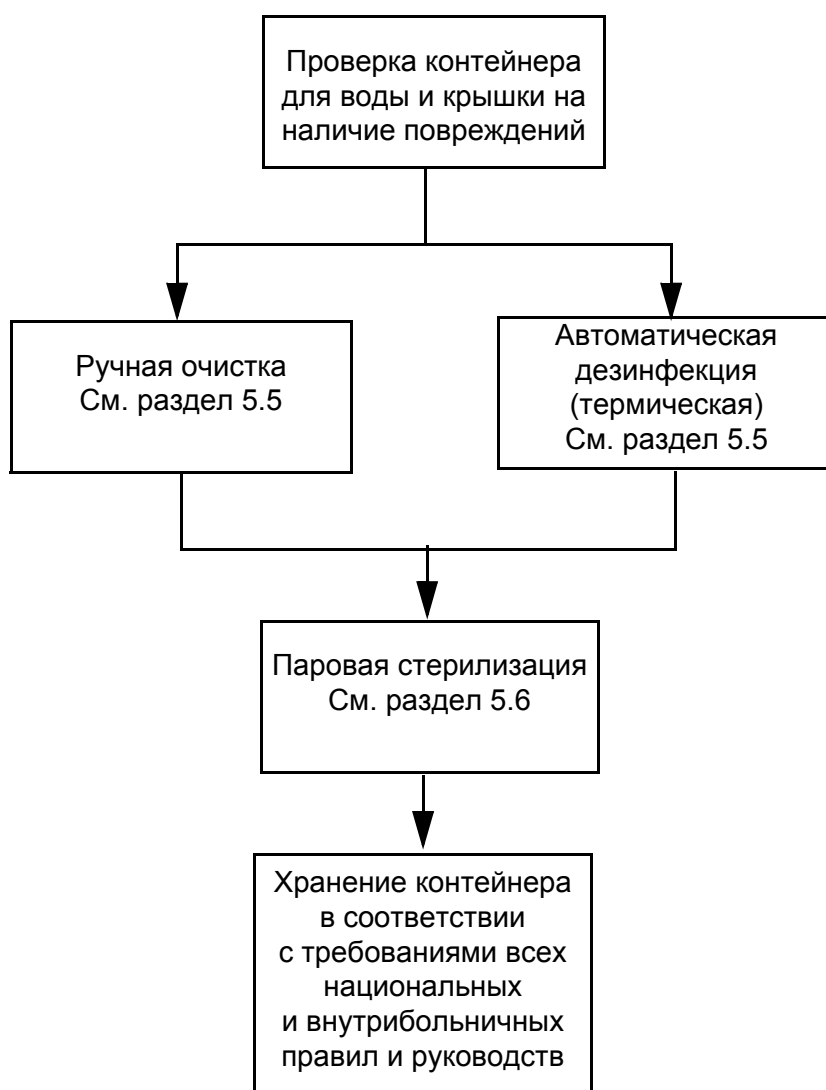 Проверка контейнера
для воды и крышки на
наличие повреждений
Ручная очистка
См. раздел 5.5
Автоматическая
дезинфекция
(термическая)
См. раздел 5.5
Паровая стерилизация
См. раздел 5.6
Хранение контейнера
в соответствии
с требованиями всех
национальных
и внутрибольничных
правил и руководств